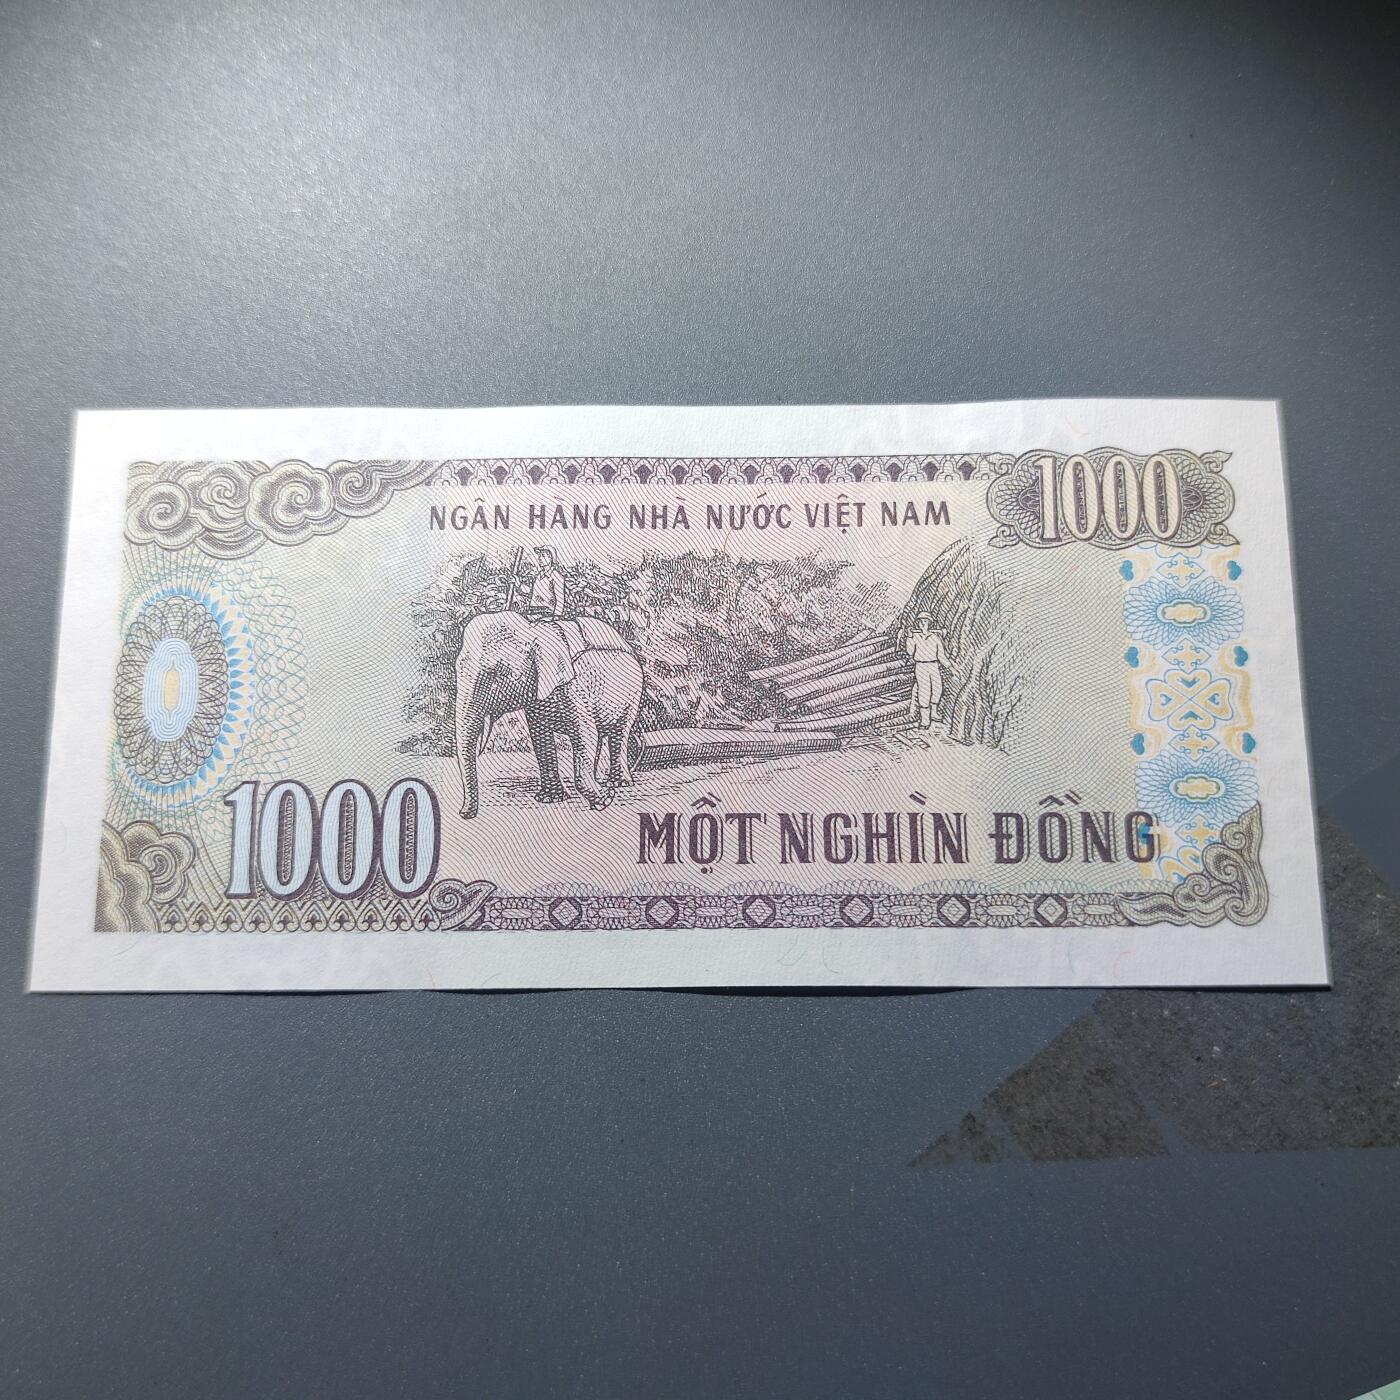 NGÂN HÀNG NHÀ NƯỚC VIỆT NAM
1000
1000
MỘT NGHÌN ĐỒNG